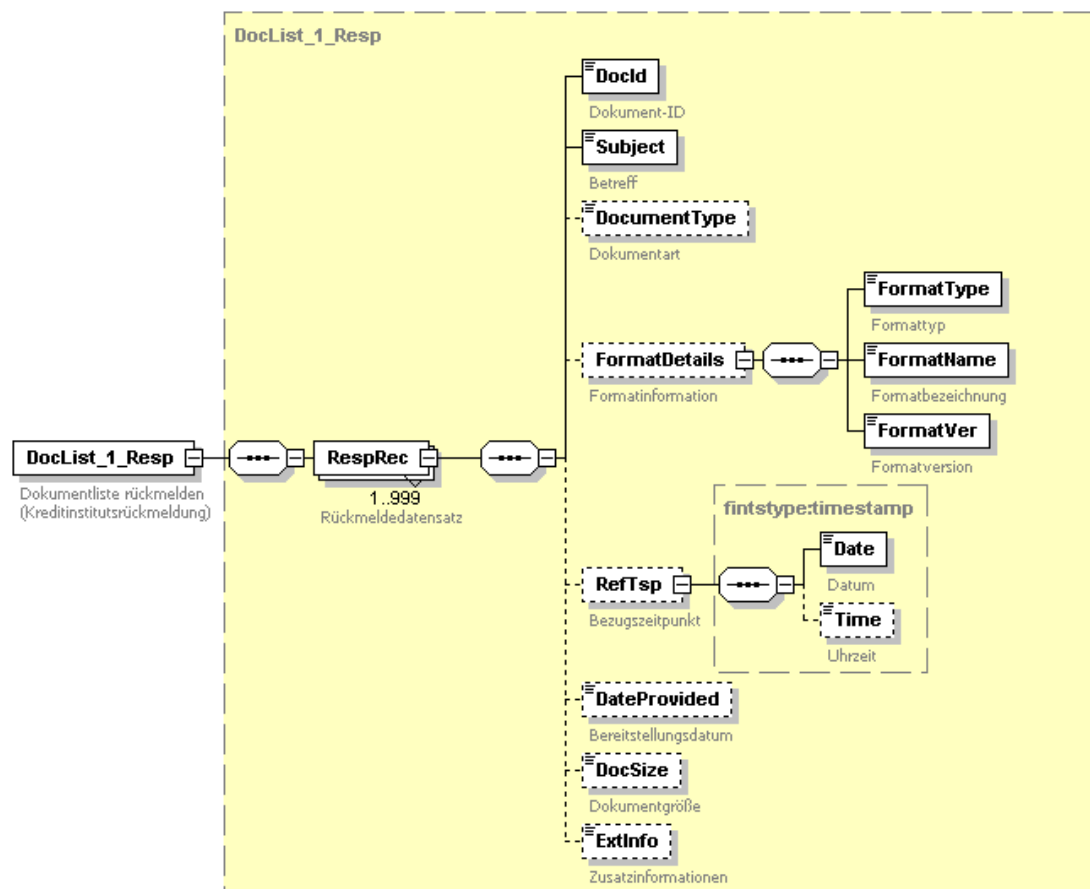 DocList_1_Resp
DocId
Dokument-ID
Subject
Betreff
DocumentType
Dokumentart
FormatType
Formattyp
FormatDetails
Formatinformation
FormatName
Formatbezeichnung
FormatVer
Formatversion
DocList_1_Resp
Dokumentliste rückmelden
(Kreditinstitutsrückmeldung)
RespRec
1..999
Rückmeldedatensatz
fintstype:timestamp
RefTsp
Bezugszeitpunkt
Date
Datum
Time
Uhrzeit
DateProvided
Bereitstellungsdatum
DocSize
Dokumentgröße
ExtInfo
Zusatzinformationen